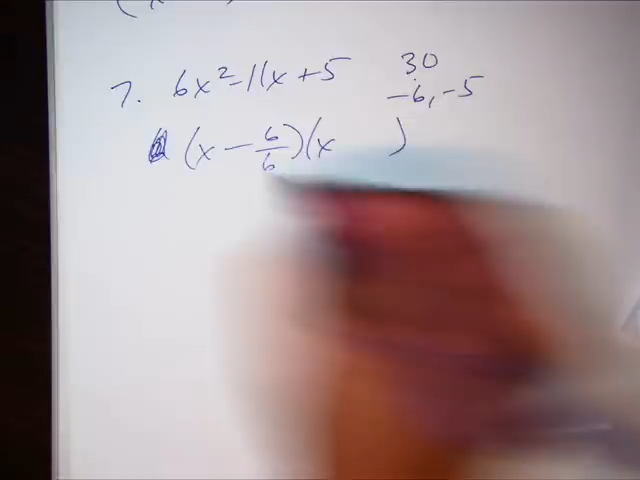 7. 6x²-11x+5 30
-6,-5
(x - 6/6)(x )